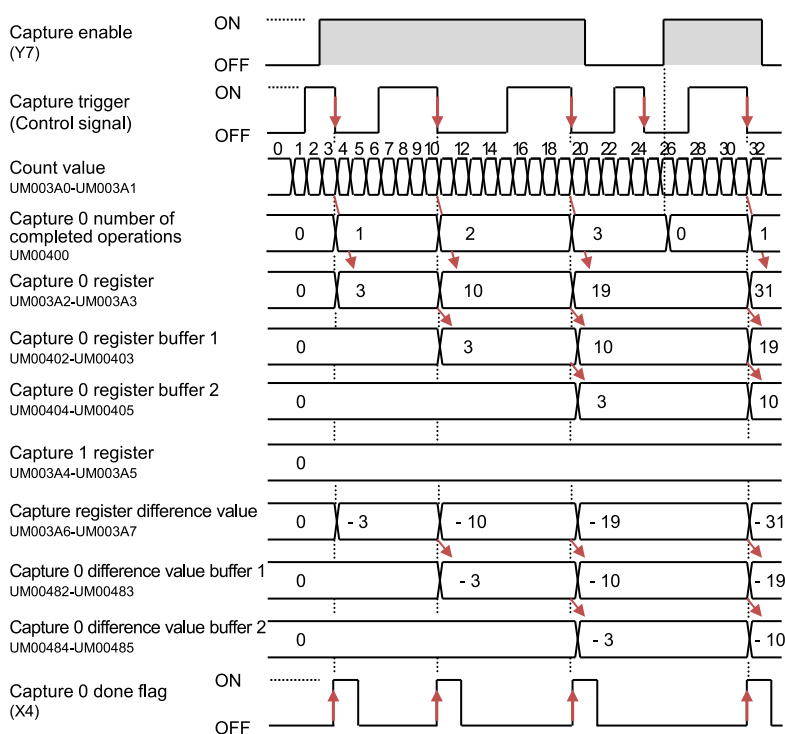 Capture enable
(Y7)
ON
OFF
Capture trigger
(Control signal)
ON
OFF
0 1 2 3 4 5 6 7 8 9 10 12 14 16 18 20 22 24 26 28 30 32
Count value
UM003A0-UM003A1
Capture 0 number of
completed operations
UM00400
0 1 2 3 0 1
Capture 0 register
UM003A2-UM003A3
0 3 10 19 31
Capture 0 register buffer 1
UM00402-UM00403
0 3 10 19
Capture 0 register buffer 2
UM00404-UM00405
0 3 10
Capture 1 register
UM003A4-UM003A5
0
Capture register difference value
UM003A6-UM003A7
0 - 3 - 10 - 19 - 31
Capture 0 difference value buffer 1
UM00482-UM00483
0 - 3 - 10 - 19
Capture 0 difference value buffer 2
UM00484-UM00485
0 - 3 - 10
Capture 0 done flag
(X4)
ON
OFF